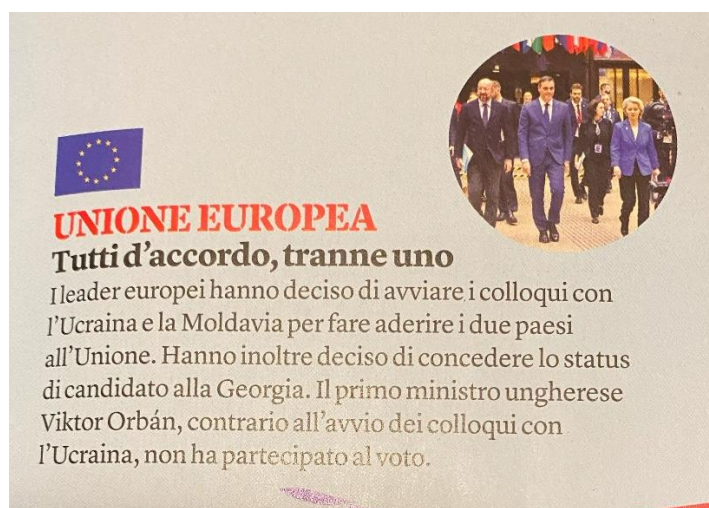 UNIONE EUROPEA
Tutti d'accordo, tranne uno
I leader europei hanno deciso di avviare i colloqui con
l'Ucraina e la Moldavia per fare aderire i due paesi
all'Unione. Hanno inoltre deciso di concedere lo status
di candidato alla Georgia. Il primo ministro ungherese
Viktor Orbán, contrario all'avvio dei colloqui con
l'Ucraina, non ha partecipato al voto.